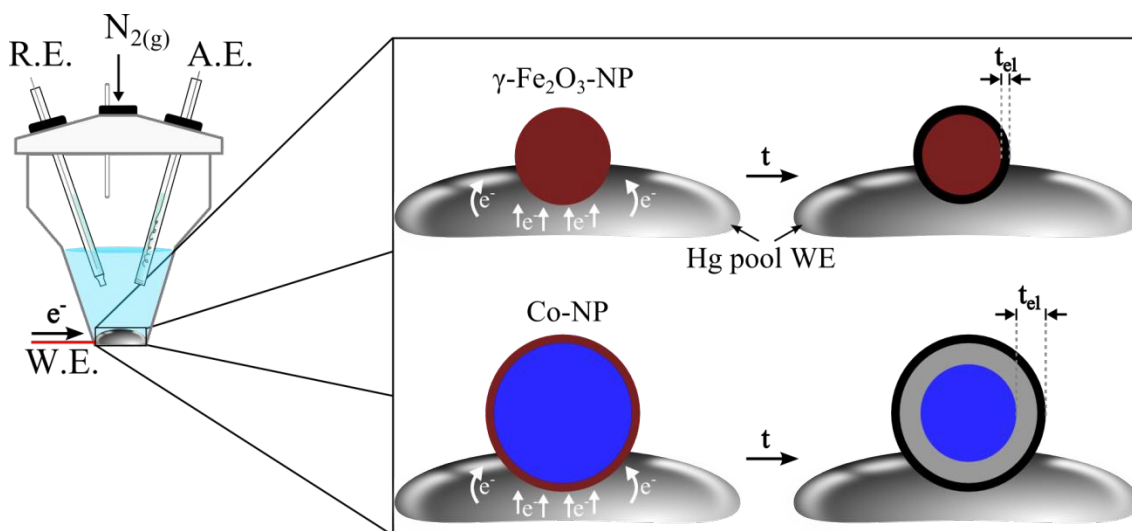 N2(g)
R.E.
A.E.
e-
W.E.
γ-Fe2O3-NP
tel
t
e-
e-
e-
e-
Hg pool WE
Co-NP
tel
t
e-
e-
e-
e-